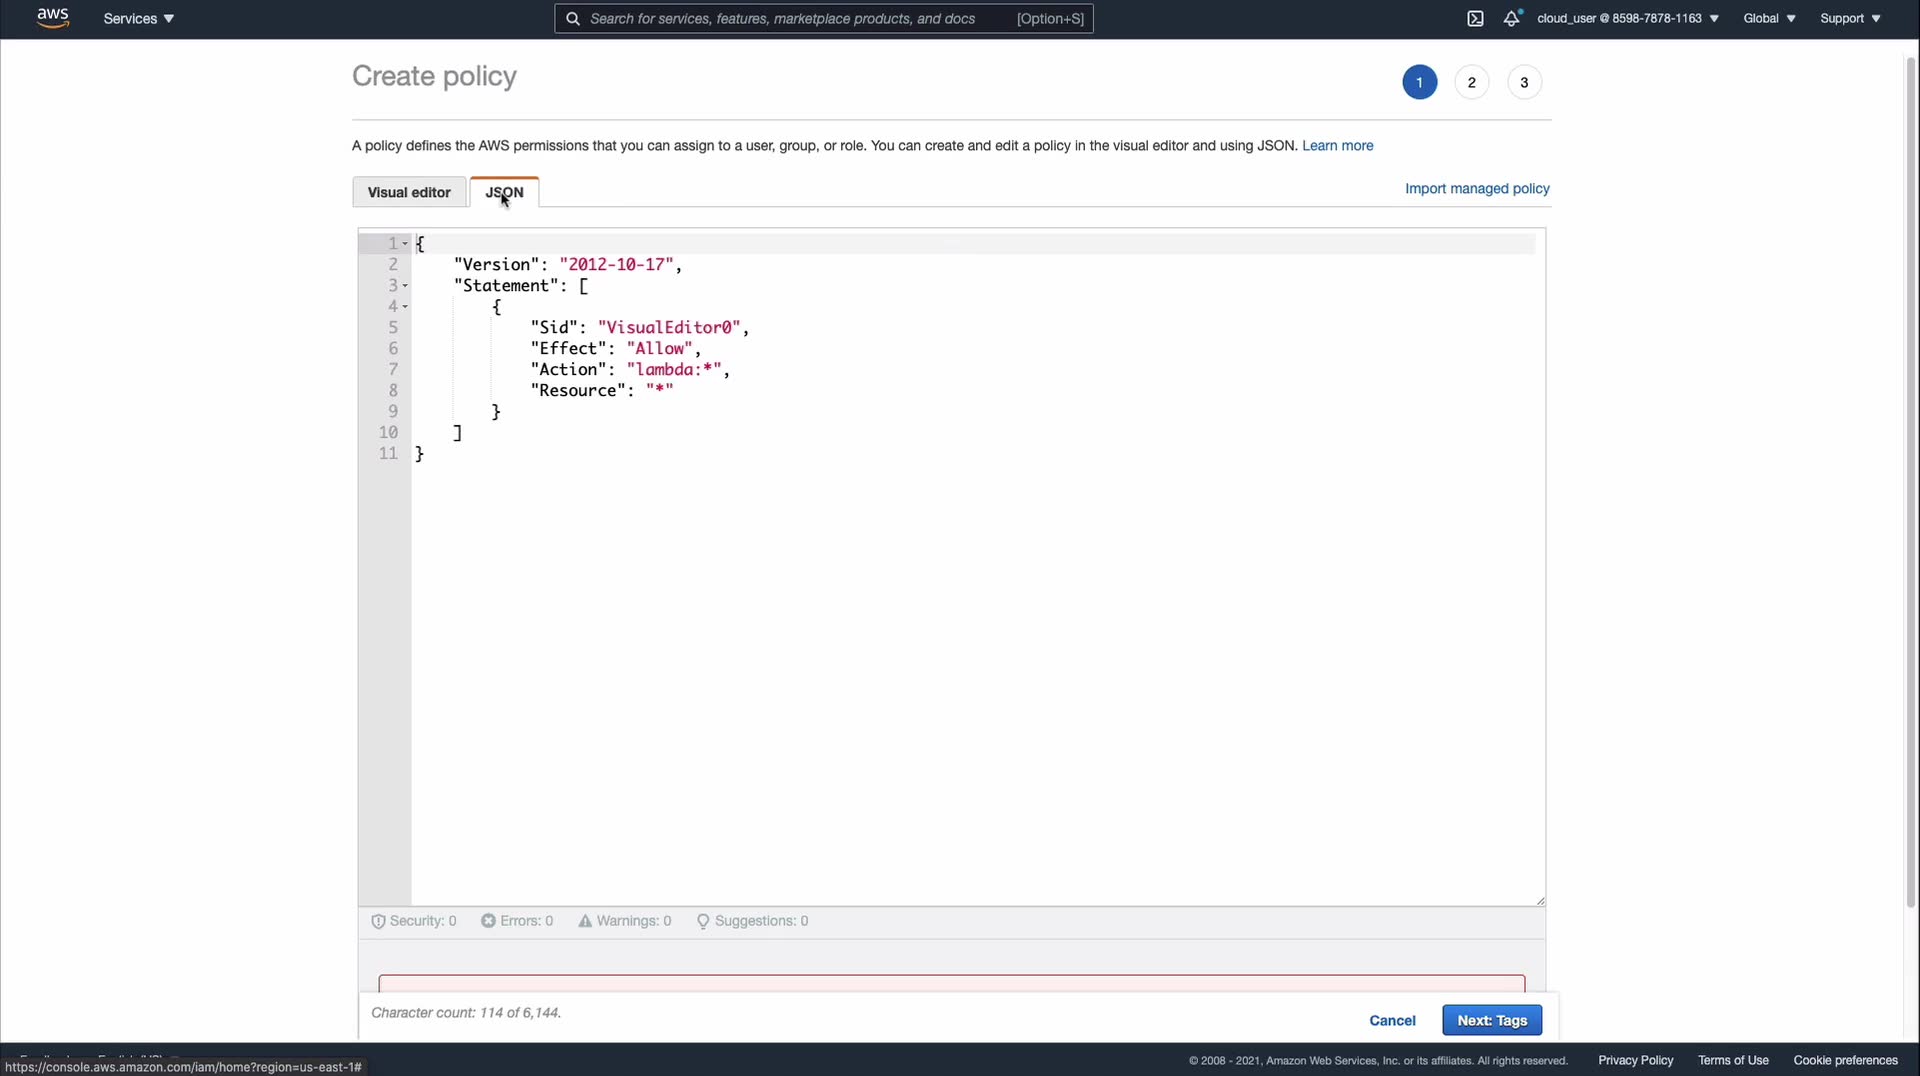 aws Services Search for services, features, marketplace products, and docs [Option+S] cloud_user @ 8598-7878-1163 Global Support
Create policy 1 2 3
A policy defines the AWS permissions that you can assign to a user, group, or role. You can create and edit a policy in the visual editor and using JSON. Learn more
Visual editor JSON Import managed policy
1 {
2 "Version": "2012-10-17",
3 "Statement": [
4 {
5 "Sid": "VisualEditor0",
6 "Effect": "Allow",
7 "Action": "lambda:*",
8 "Resource": "*"
9 }
10 ]
11 }
Security: 0 Errors: 0 Warnings: 0 Suggestions: 0
Character count: 114 of 6,144. Cancel Next: Tags
© 2008 - 2021, Amazon Web Services, Inc. or its affiliates. All rights reserved. Privacy Policy Terms of Use Cookie preferences
https://console.aws.amazon.com/iam/home?region=us-east-1#